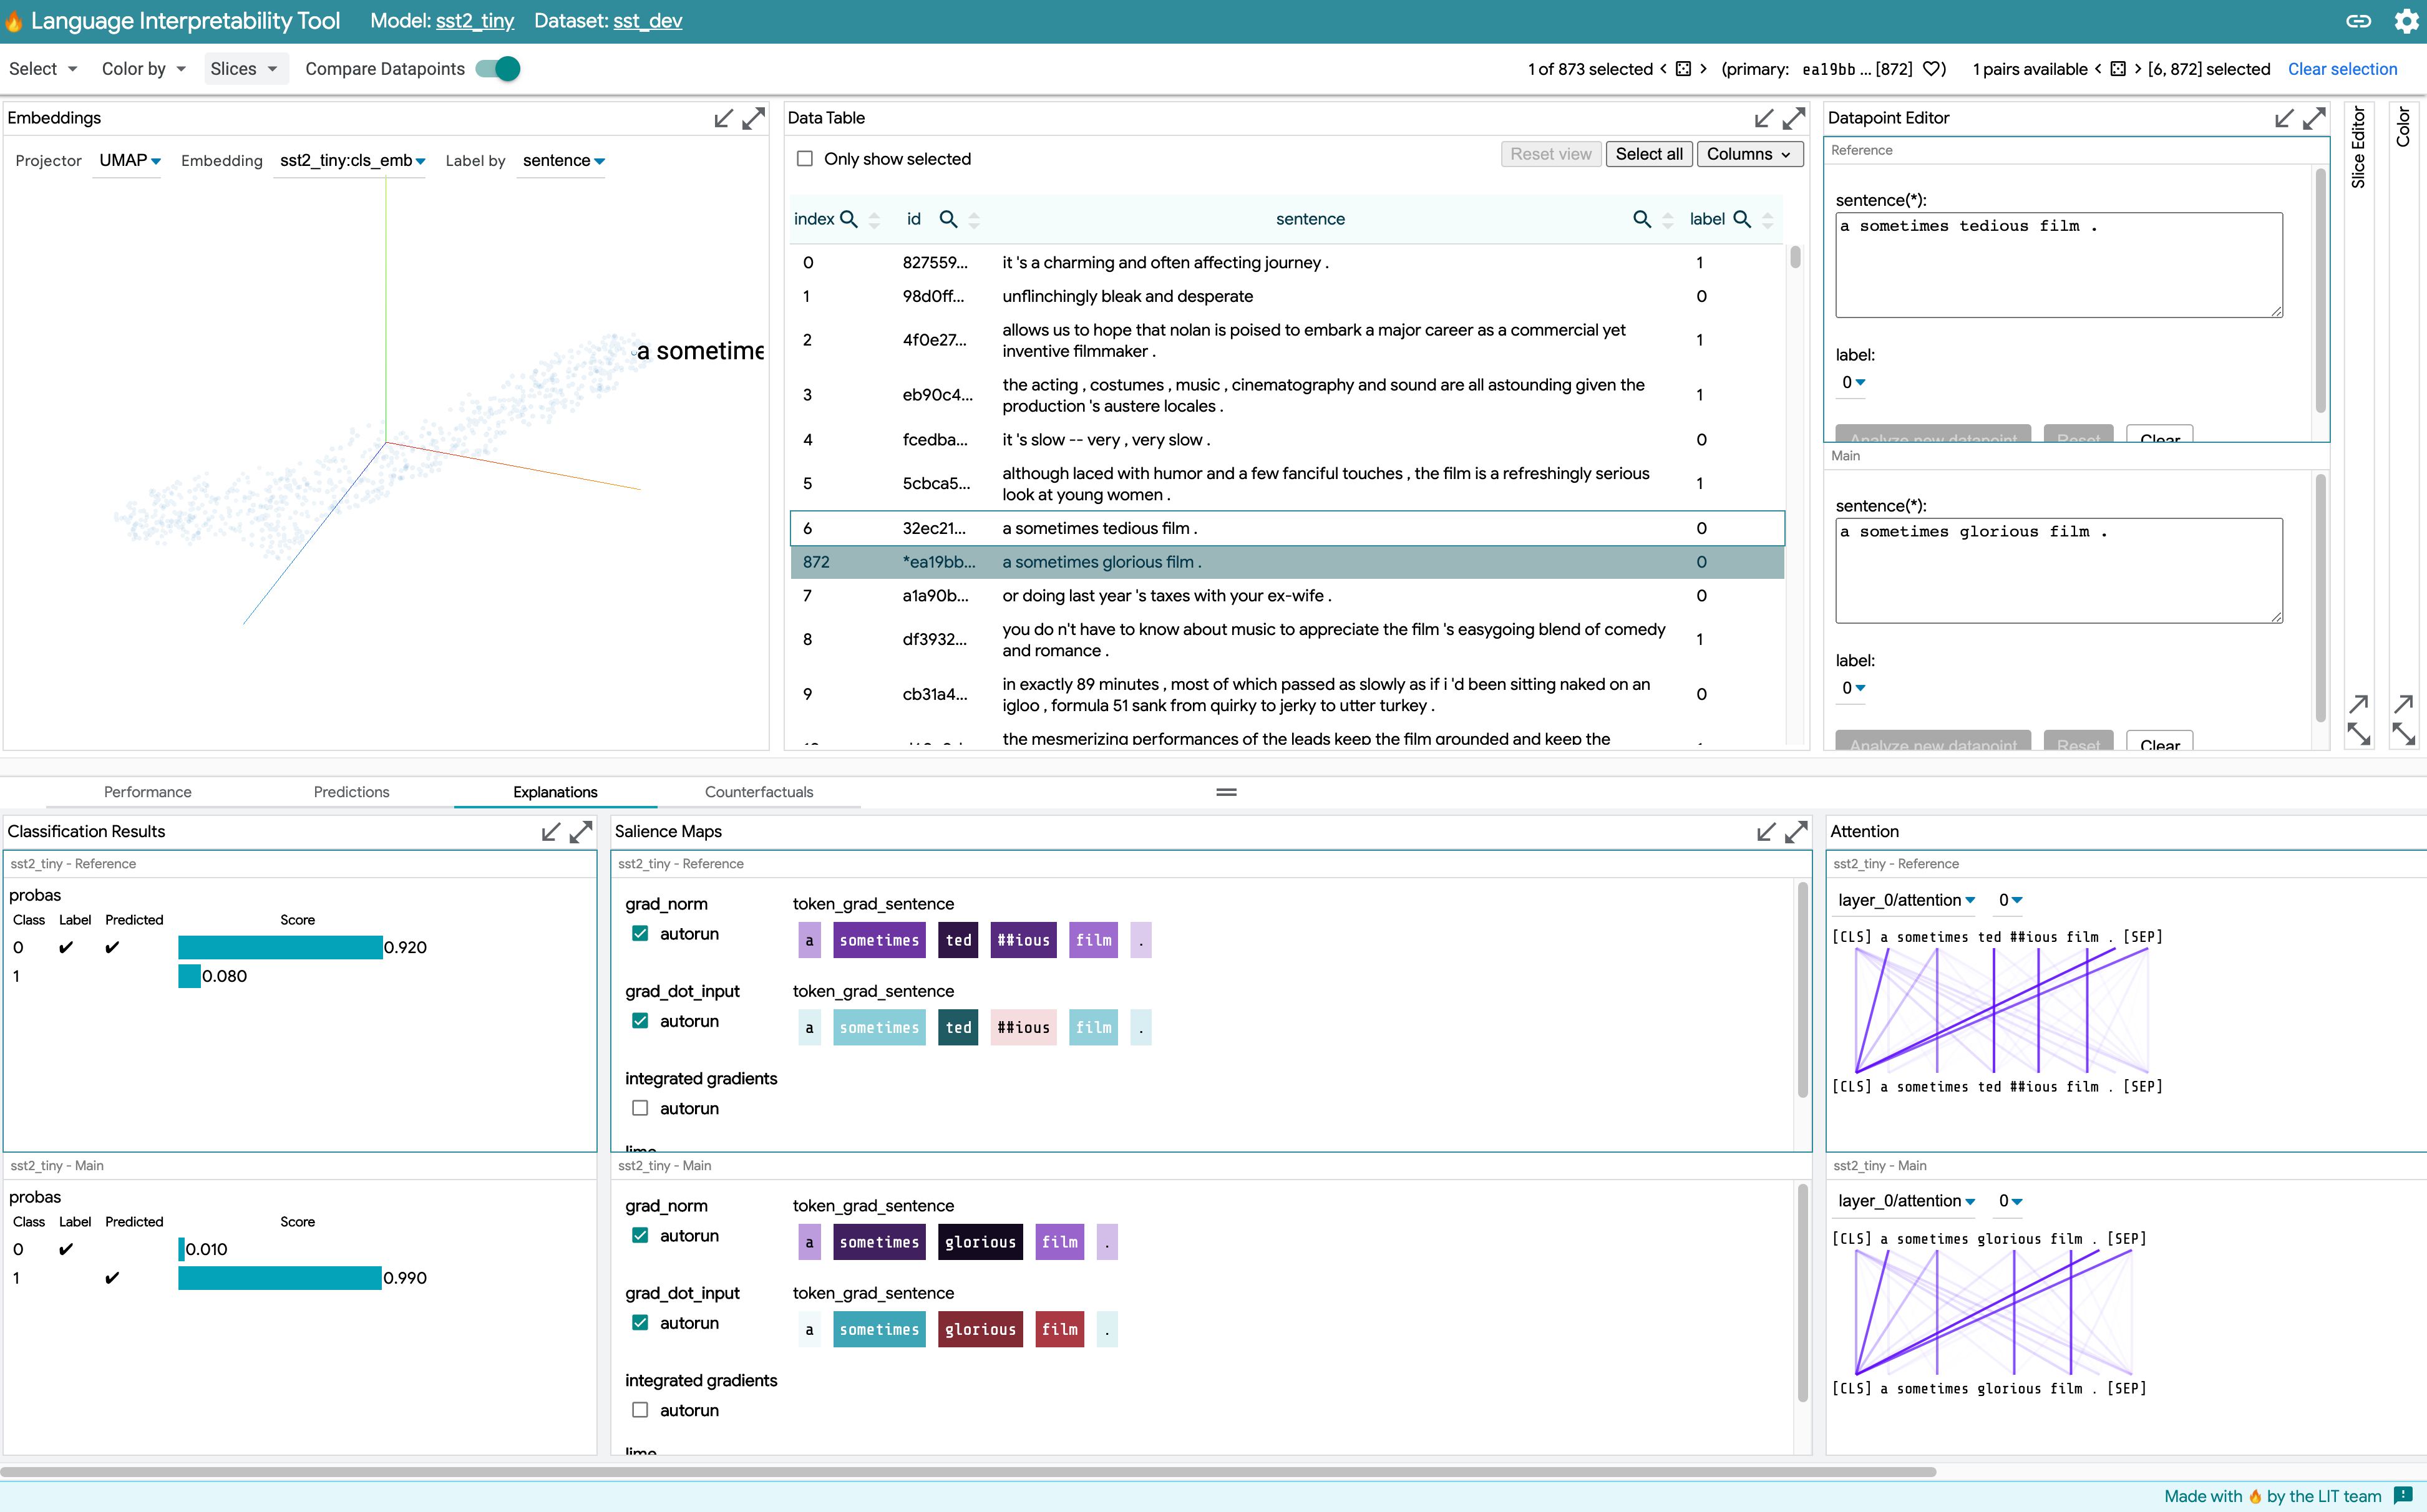 Language Interpretability Tool Model: sst2_tiny Dataset: sst_dev
Select Color by Slices Compare Datapoints 1 of 873 selected (primary: ea19bb ... [872] ) 1 pairs available [6, 872] selected Clear selection
Embeddings
Projector UMAP Embedding sst2_tiny:cls_emb Label by sentence
a sometime
Data Table
Only show selected Reset view Select all Columns
index id sentence label
0 827559... it 's a charming and often affecting journey . 1
1 98d0ff... unflinchingly bleak and desperate 0
2 4f0e27... allows us to hope that nolan is poised to embark a major career as a commercial yet 1
inventive filmmaker .
3 eb90c4... the acting , costumes , music , cinematography and sound are all astounding given the 1
production 's austere locales .
4 fcedba... it 's slow -- very , very slow . 0
5 5cbca5... although laced with humor and a few fanciful touches , the film is a refreshingly serious 1
look at young women .
6 32ec21... a sometimes tedious film . 0
872 *ea19bb... a sometimes glorious film . 0
7 a1a90b... or doing last year 's taxes with your ex-wife . 0
8 df3932... you do n't have to know about music to appreciate the film 's easygoing blend of comedy 1
and romance .
9 cb31a4... in exactly 89 minutes , most of which passed as slowly as if i 'd been sitting naked on an 0
igloo , formula 51 sank from quirky to jerky to utter turkey .
the mesmerizing performances of the leads keep the film grounded and keep the
Datapoint Editor
Reference
sentence(*):
a sometimes tedious film .
label:
0
Analyze new datapoint Reset Clear
Main
sentence(*):
a sometimes glorious film .
label:
0
Analyze new datapoint Reset Clear
Slice Editor
Color
Performance Predictions Explanations Counterfactuals
Classification Results
sst2_tiny - Reference
probas
Class Label Predicted Score
0 ✔ ✔ 0.920
1 0.080
sst2_tiny - Main
probas
Class Label Predicted Score
0 ✔ 0.010
1 ✔ 0.990
Salience Maps
sst2_tiny - Reference
grad_norm token_grad_sentence
autorun a sometimes ted ##ious film .
grad_dot_input token_grad_sentence
autorun a sometimes ted ##ious film .
integrated gradients
autorun
lime
sst2_tiny - Main
grad_norm token_grad_sentence
autorun a sometimes glorious film .
grad_dot_input token_grad_sentence
autorun a sometimes glorious film .
integrated gradients
autorun
lime
Attention
sst2_tiny - Reference
layer_0/attention 0
[CLS] a sometimes ted ##ious film . [SEP]
[CLS] a sometimes ted ##ious film . [SEP]
sst2_tiny - Main
layer_0/attention 0
[CLS] a sometimes glorious film . [SEP]
[CLS] a sometimes glorious film . [SEP]
Made with 🔥 by the LIT team